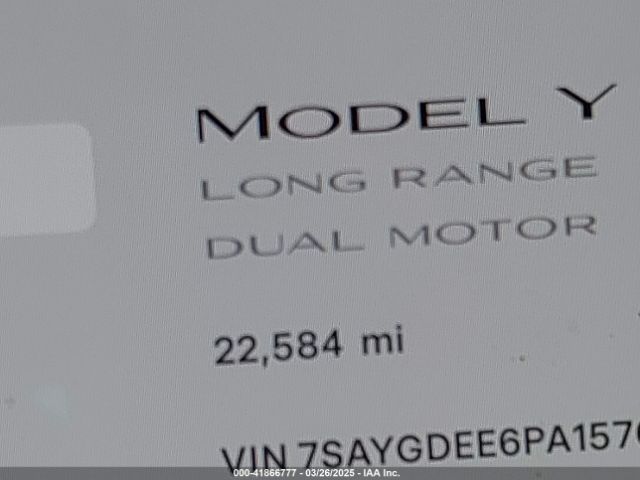 MODEL Y
LONG RANGE
DUAL MOTOR
22,584 mi
VIN 7SAYGDEE6PA157
000-41866777 - 03/26/2025 - IAA Inc.